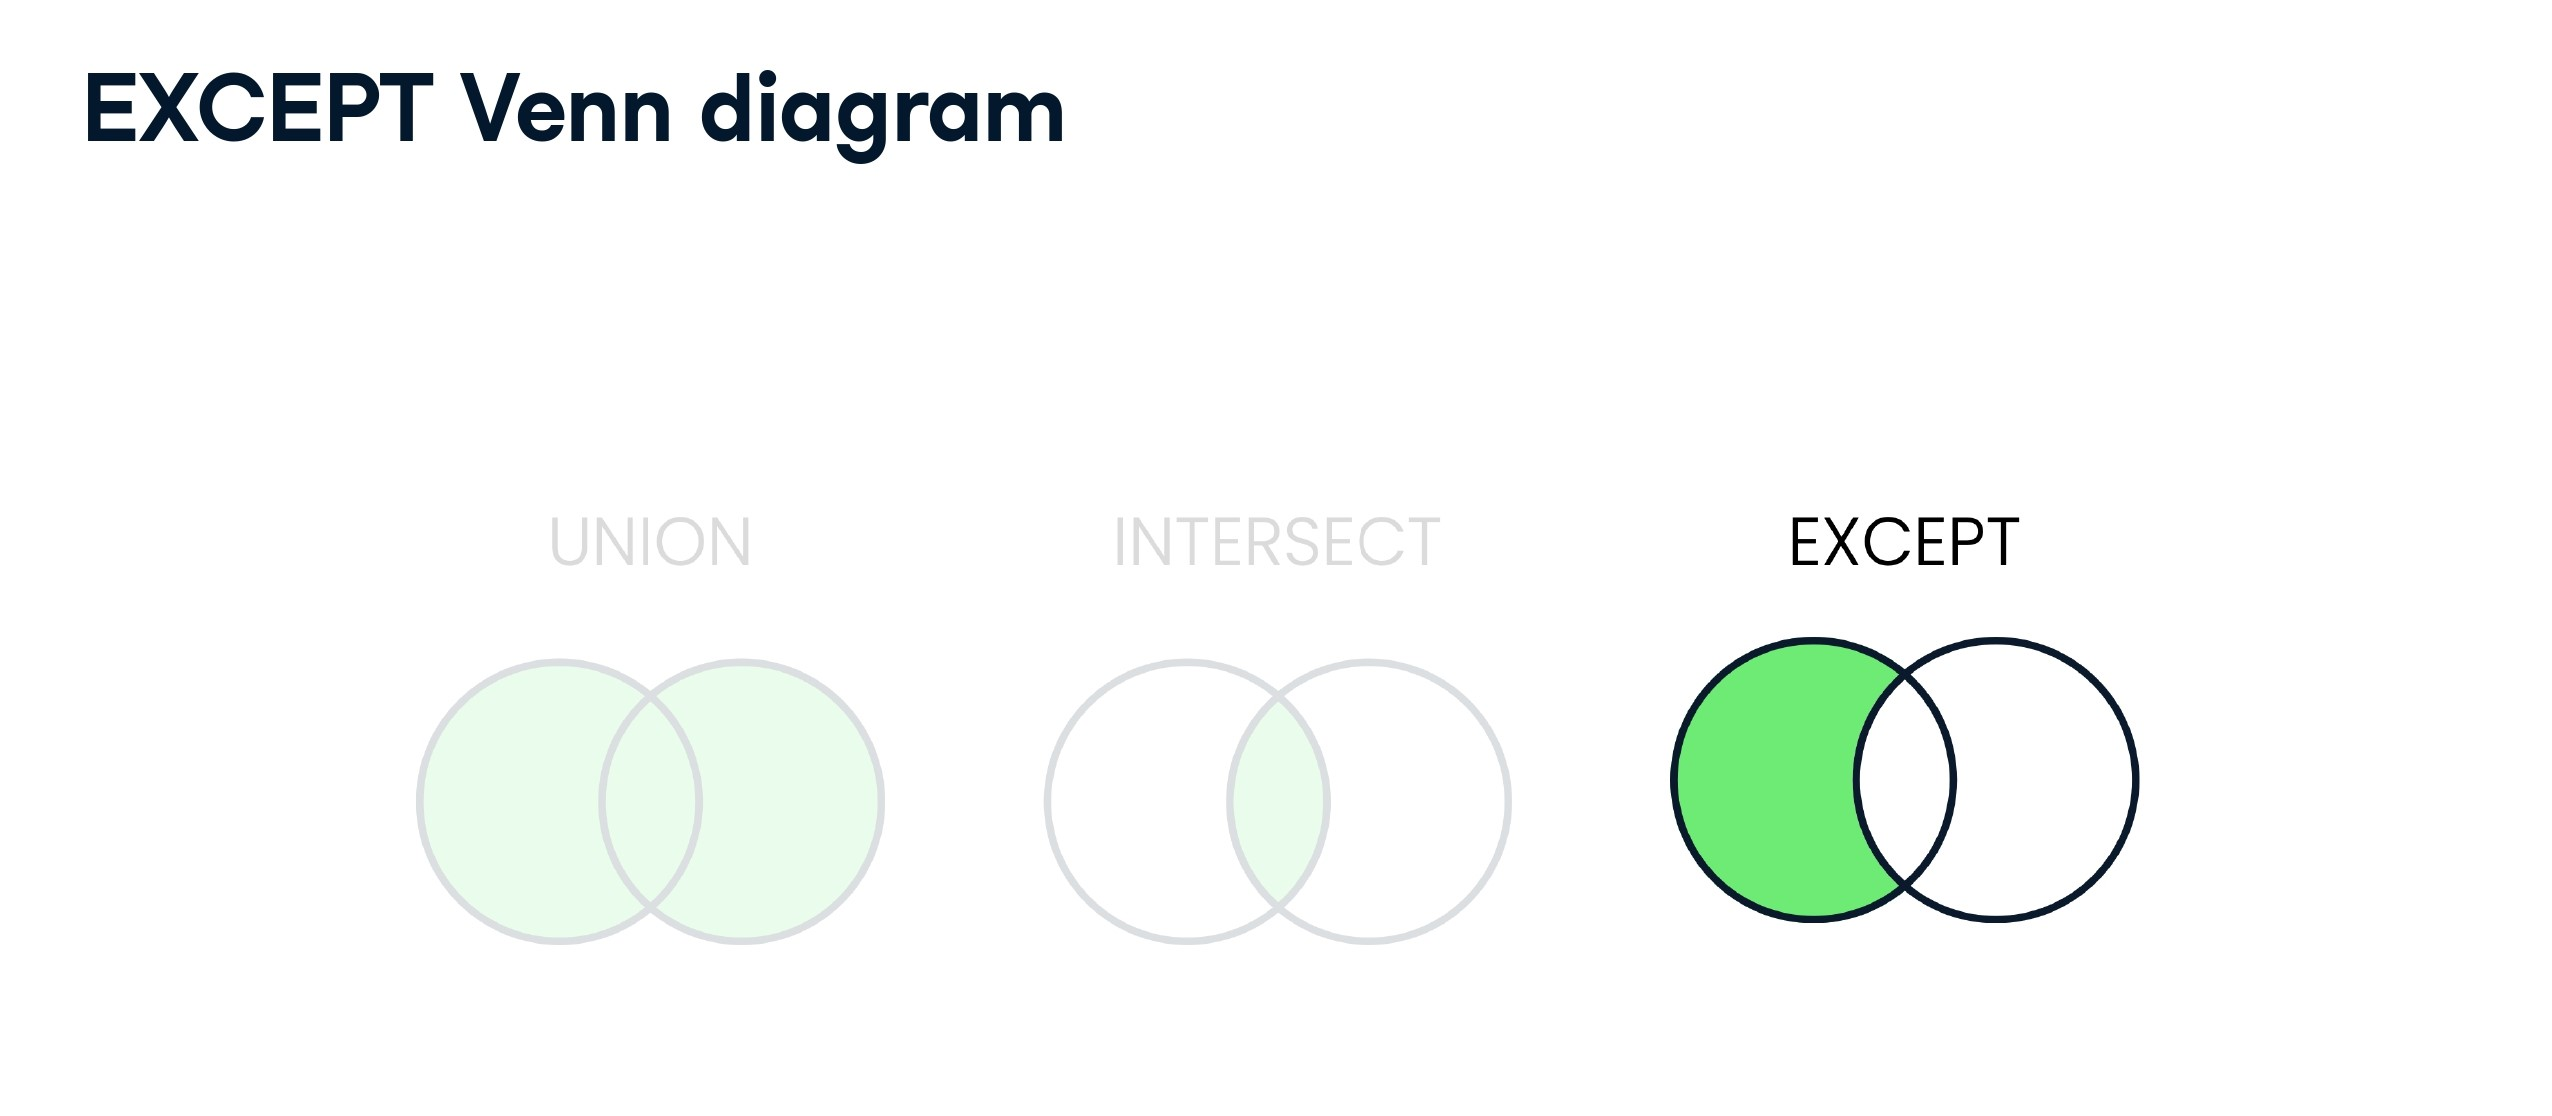 EXCEPT Venn diagram
UNION
INTERSECT
EXCEPT